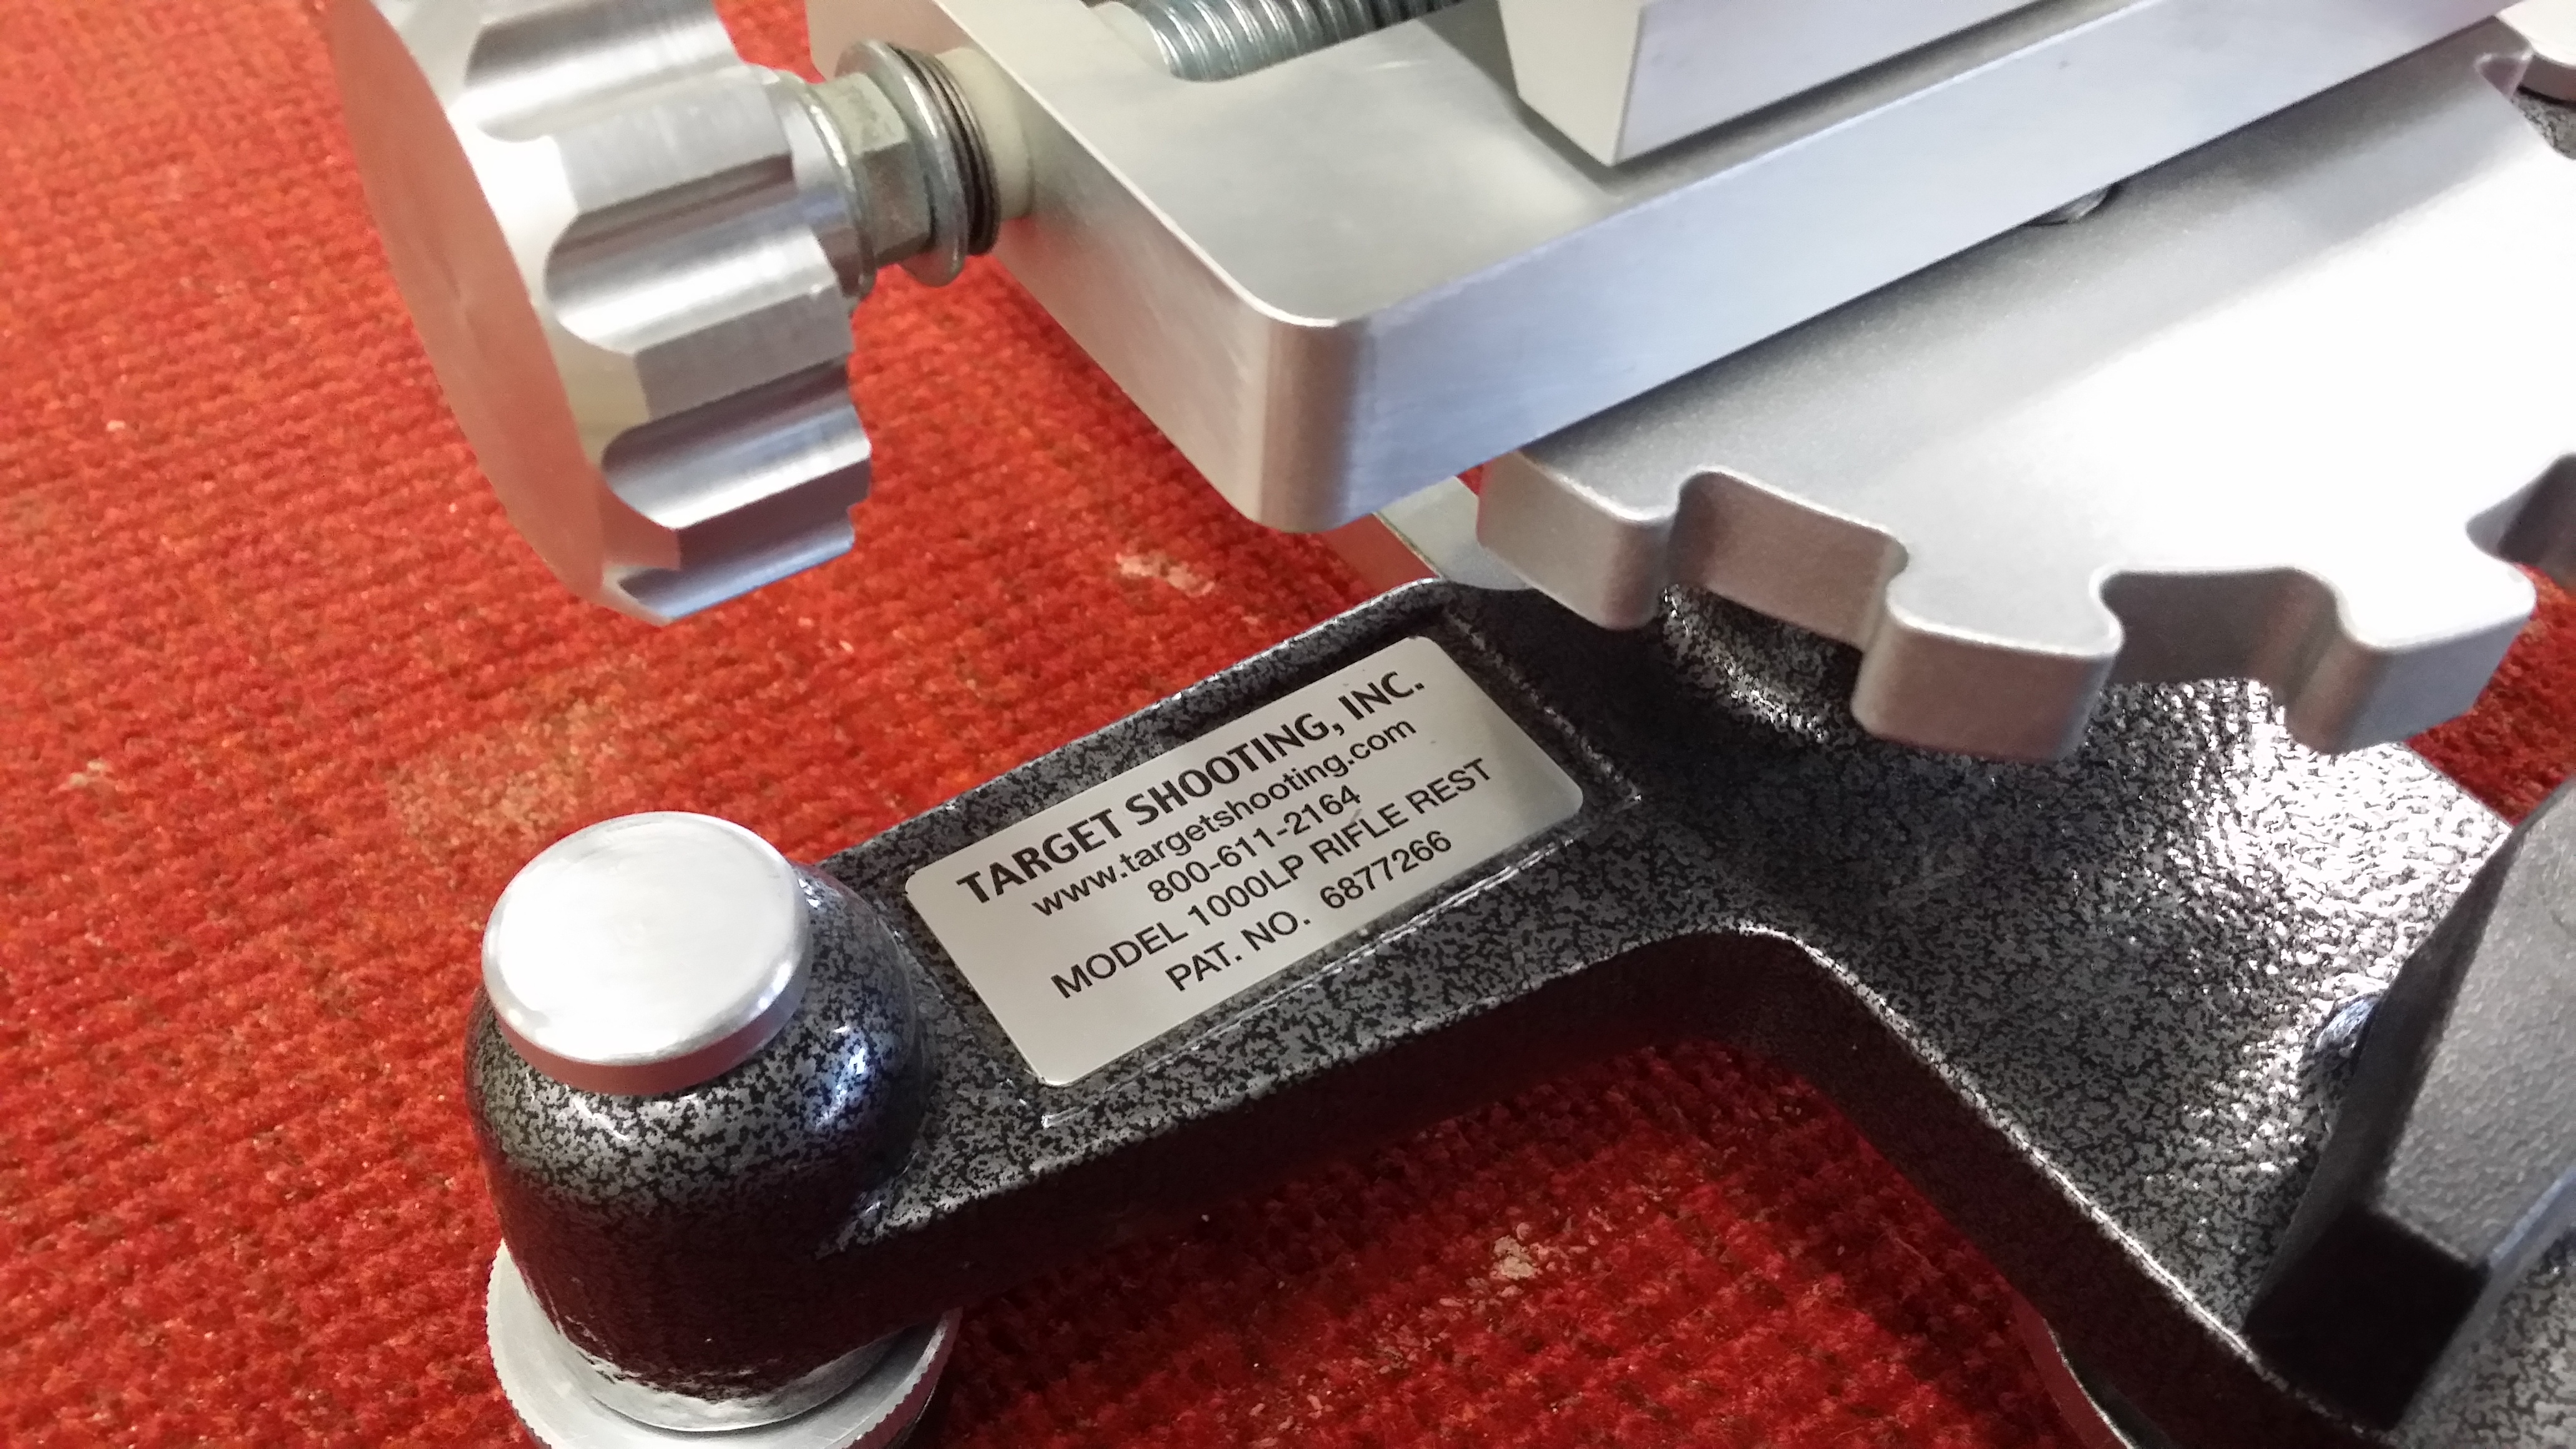 TARGET SHOOTING, INC.
www.targetshooting.com
800-611-2164
MODEL 1000LP RIFLE REST
PAT. NO. 6877266